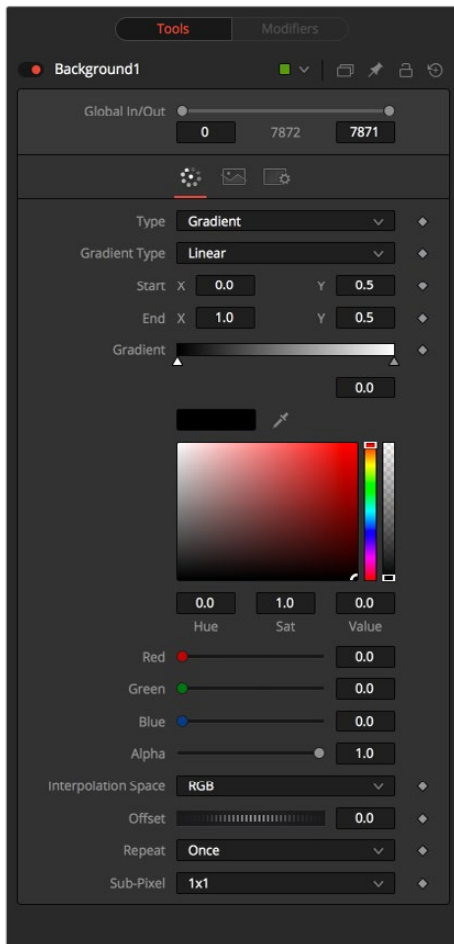 Tools Modifiers
Background1
Global In/Out
0 7872 7871
Type Gradient
Gradient Type Linear
Start X 0.0 Y 0.5
End X 1.0 Y 0.5
Gradient
0.0
0.0 1.0 0.0
Hue Sat Value
Red 0.0
Green 0.0
Blue 0.0
Alpha 1.0
Interpolation Space RGB
Offset 0.0
Repeat Once
Sub-Pixel 1x1